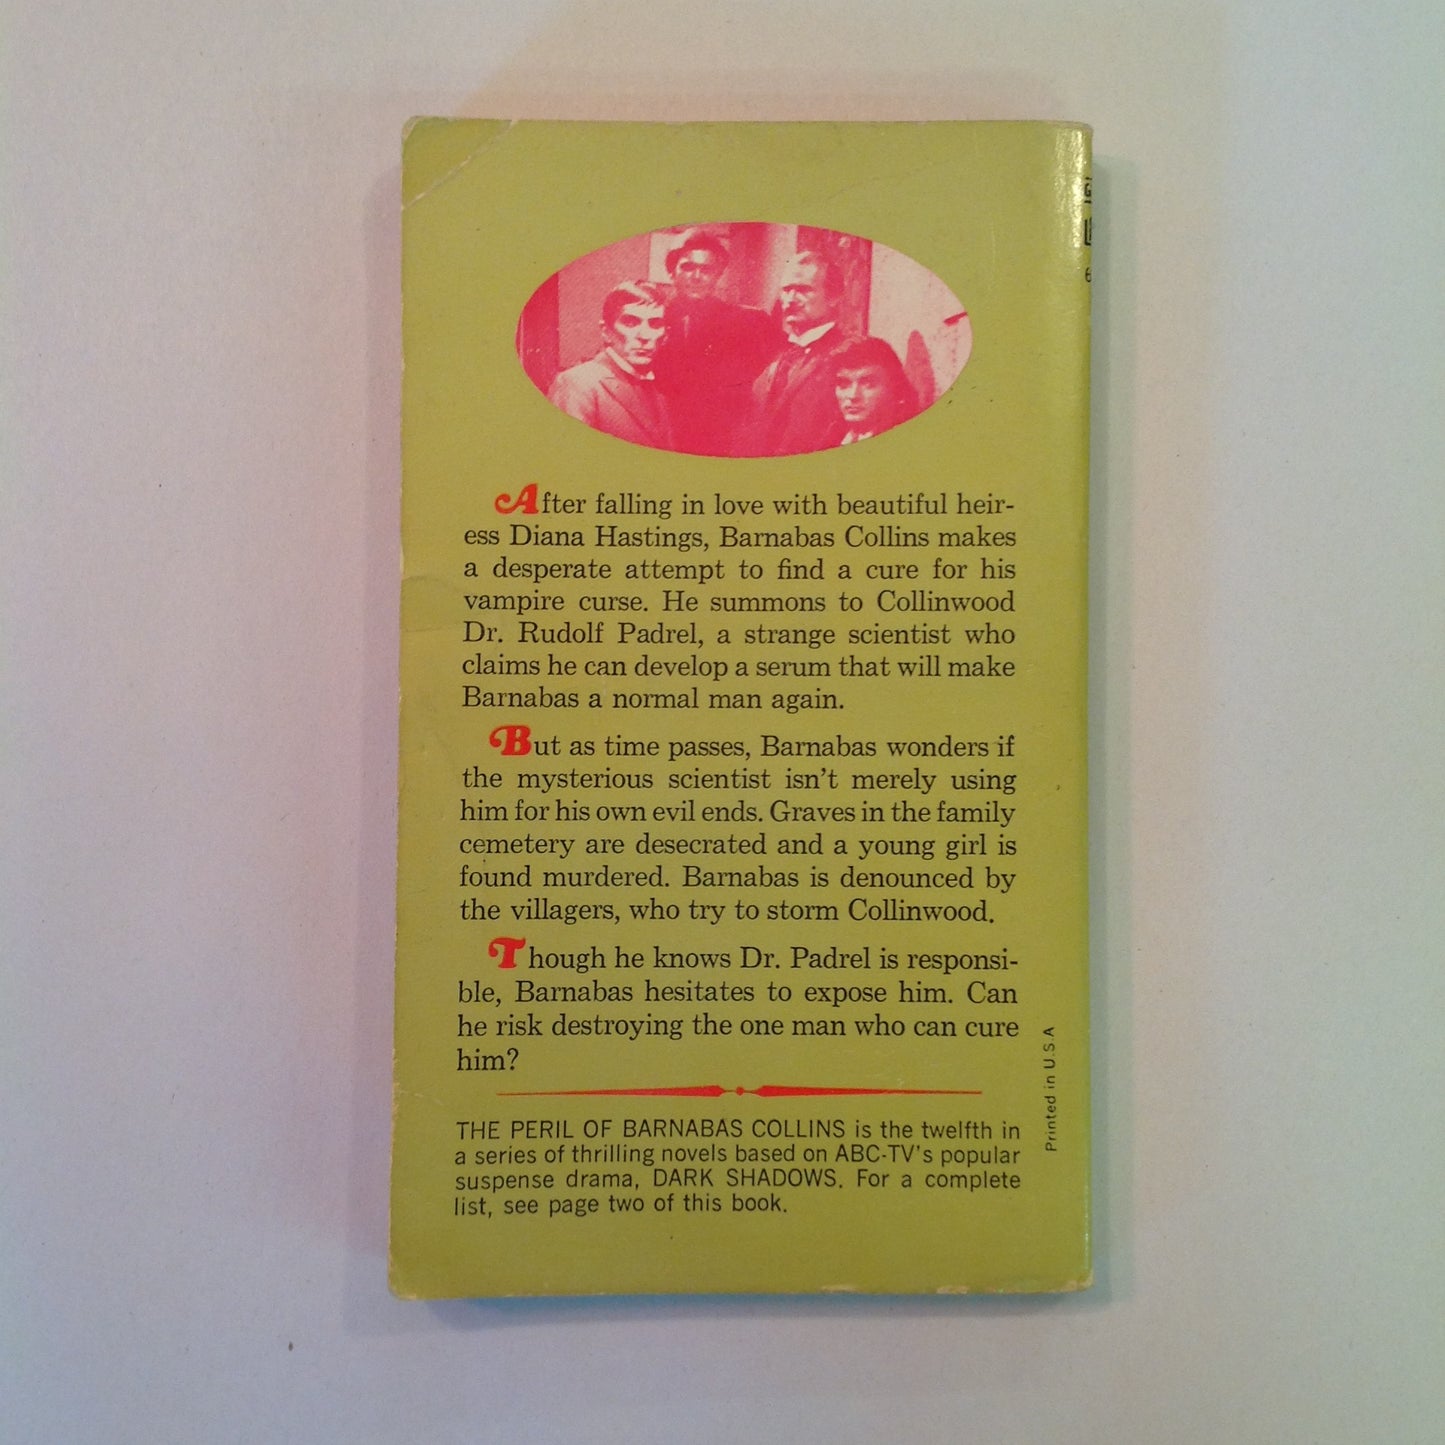 After falling in love with beautiful heir-
ess Diana Hastings, Barnabas Collins makes
a desperate attempt to find a cure for his
vampire curse. He summons to Collinwood
Dr. Rudolf Padrel, a strange scientist who
claims he can develop a serum that will make
Barnabas a normal man again.
But as time passes, Barnabas wonders if
the mysterious scientist isn't merely using
him for his own evil ends. Graves in the family
cemetery are desecrated and a young girl is
found murdered. Barnabas is denounced by
the villagers, who try to storm Collinwood.
Though he knows Dr. Padrel is responsi-
ble, Barnabas hesitates to expose him. Can
he risk destroying the one man who can cure
him?
THE PERIL OF BARNABAS COLLINS is the twelfth in
a series of thrilling novels based on ABC-TV's popular
suspense drama, DARK SHADOWS. For a complete
list, see page two of this book.
Printed in U.S.A